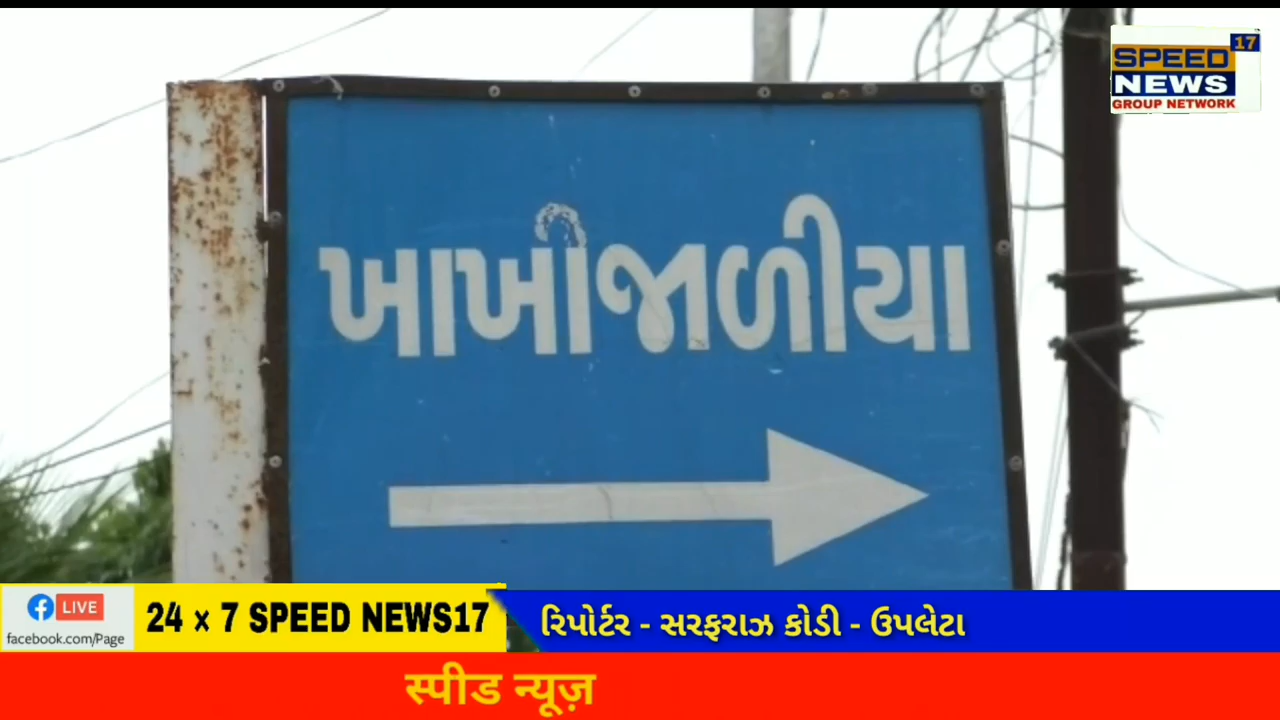 SPEED 17
NEWS
GROUP NETWORK
ખાખીજાળીયા
LIVE
facebook.com/Page
24 × 7 SPEED NEWS17
રિપોર્ટર - સરફરાઝ કોડી - ઉપલેટા
स्पीड न्यूज़